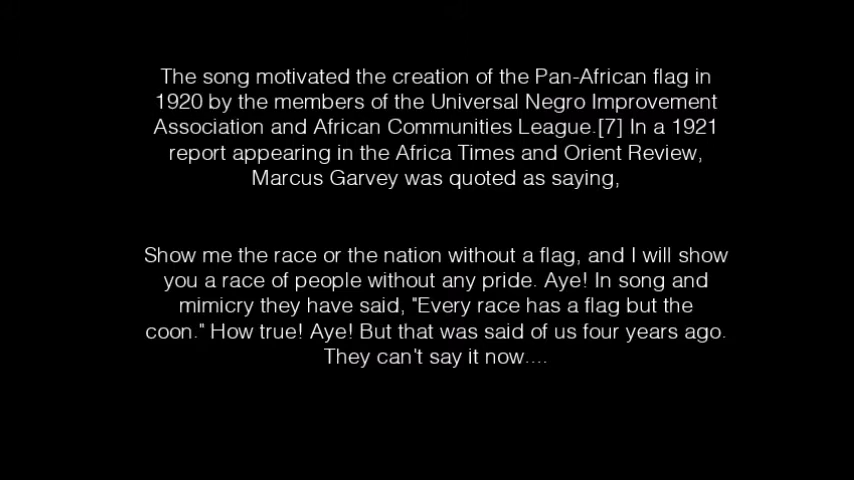 The song motivated the creation of the Pan-African flag in
1920 by the members of the Universal Negro Improvement
Association and African Communities League.[7] In a 1921
report appearing in the Africa Times and Orient Review,
Marcus Garvey was quoted as saying,
Show me the race or the nation without a flag, and I will show
you a race of people without any pride. Aye! In song and
mimicry they have said, "Every race has a flag but the
coon." How true! Aye! But that was said of us four years ago.
They can't say it now....